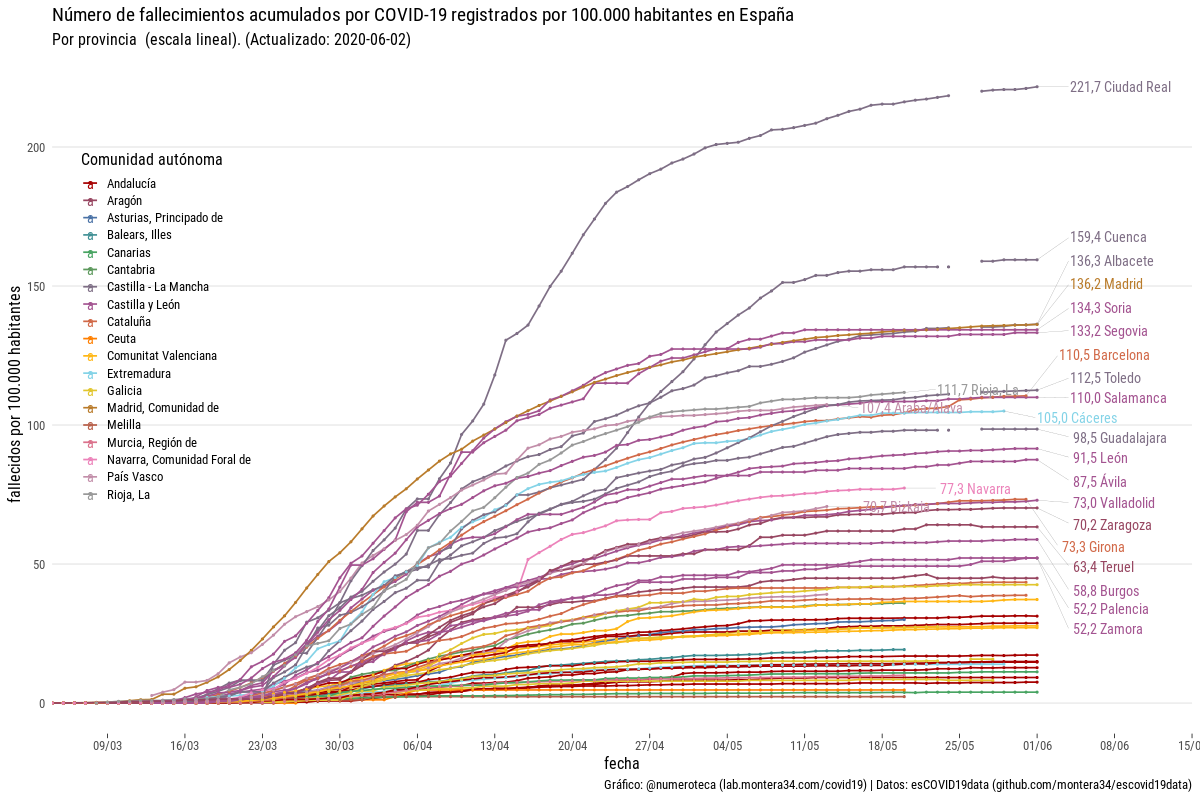 Número de fallecimientos acumulados por COVID-19 registrados por 100.000 habitantes en España
Por provincia  (escala lineal). (Actualizado: 2020-06-02)
fallecidos por 100.000 habitantes
200
150
100
50
0
Comunidad autónoma
Andalucía
Aragón
Asturias, Principado de
Balears, Illes
Canarias
Cantabria
Castilla - La Mancha
Castilla y León
Cataluña
Ceuta
Comunitat Valenciana
Extremadura
Galicia
Madrid, Comunidad de
Melilla
Murcia, Región de
Navarra, Comunidad Foral de
País Vasco
Rioja, La
221,7 Ciudad Real
159,4 Cuenca
136,3 Albacete
136,2 Madrid
134,3 Soria
133,2 Segovia
110,5 Barcelona
112,5 Toledo
111,7 Rioja, La
110,0 Salamanca
107,4 Araba/Álava
105,0 Cáceres
98,5 Guadalajara
91,5 León
87,5 Ávila
77,3 Navarra
73,0 Valladolid
70,7 Bizkaia
70,2 Zaragoza
73,3 Girona
63,4 Teruel
58,8 Burgos
52,2 Palencia
52,2 Zamora
09/03
16/03
23/03
30/03
06/04
13/04
20/04
27/04
04/05
11/05
18/05
25/05
01/06
08/06
15/0
fecha
Gráfico: @numeroteca (lab.montera34.com/covid19) | Datos: esCOVID19data (github.com/montera34/escovid19data)